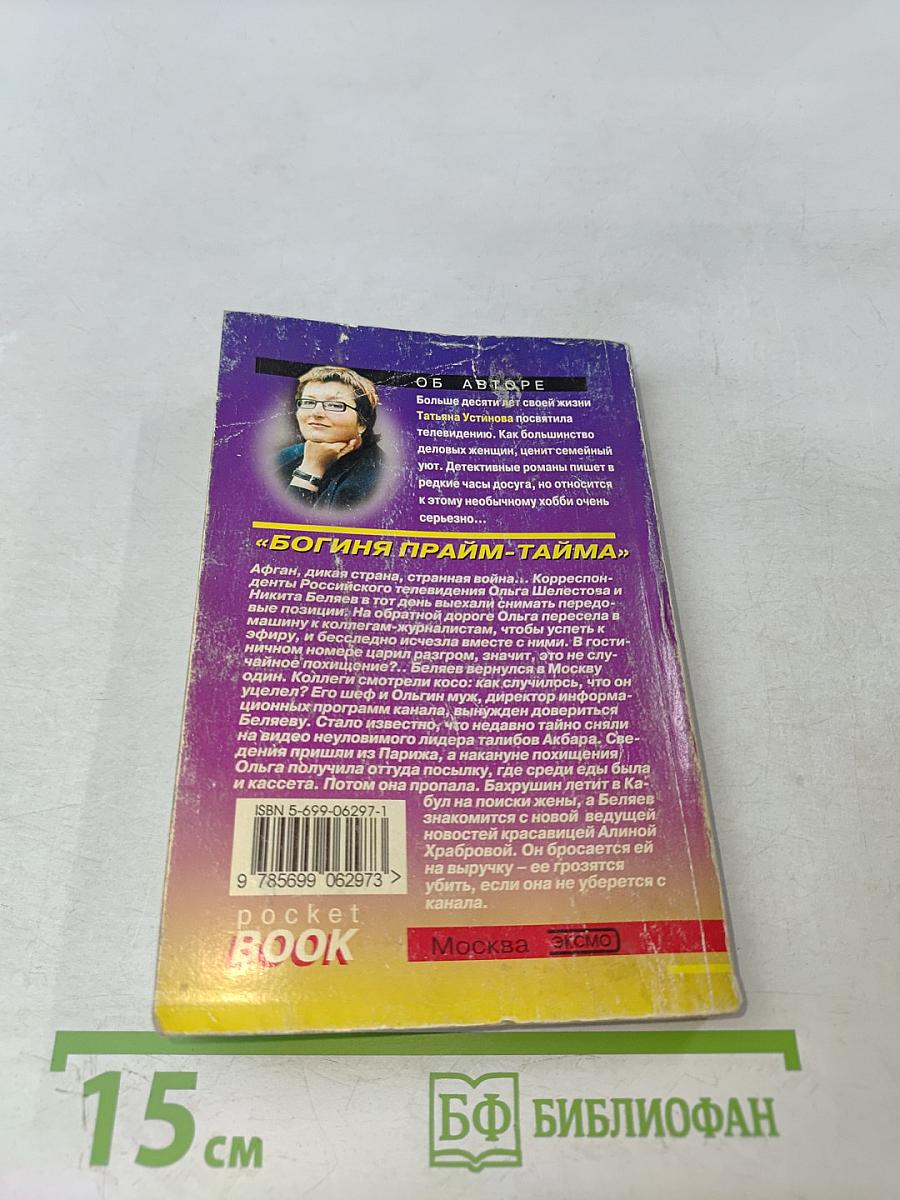 ОБ АВТОРЕ
Больше десяти лет своей жизни
Татьяна Устинова посвятила
телевидению. Как большинство
деловых женщин, ценит семейный
уют. Детективные романы пишет в
редкие часы досуга, но относится
к этому необычному хобби очень
серьезно...
«БОГИНЯ ПРАЙМ-ТАЙМА»
Афган, дикая страна, странная война... Корреспон-
денты Российского телевидения Ольга Шелестова и
Никита Беляев в тот день выехали снимать передо-
вые позиции. На обратной дороге Ольга пересела в
машину к коллегам-журналистам, чтобы успеть к
эфиру, и бесследно исчезла вместе с ними. В гости-
ничном номере царил разгром, значит, это не слу-
чайное похищение?.. Беляев вернулся в Москву
один. Коллеги смотрели косо: как случилось, что он
уцелел? Его шеф и Ольгин муж, директор информа-
ционных программ канала, вынужден довериться
Беляеву. Стало известно, что недавно тайно сняли
на видео неуловимого лидера талибов Акбара. Све-
дения пришли из Парижа, а накануне похищения
Ольга получила оттуда посылку, где среди еды была
и кассета. Потом она пропала. Бахрушин летит в Ка-
бул на поиски жены, а Беляев
знакомится с новой ведущей
новостей красавицей Алиной
Храбровой. Он бросается ей
на выручку – ее грозятся
убить, если она не уберется с
канала.
ISBN 5-699-06297-1
9 785699 062973 >
pocket
BOOK
Москва ЭКСМО
15 см
БФ БИБЛИОФАН